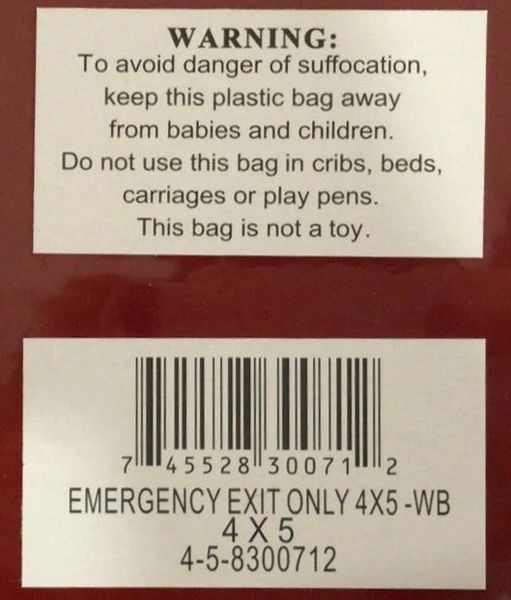 WARNING:
To avoid danger of suffocation,
keep this plastic bag away
from babies and children.
Do not use this bag in cribs, beds,
carriages or play pens.
This bag is not a toy.
7 45528 30071 2
EMERGENCY EXIT ONLY 4X5-WB
4 X 5
4-5-8300712